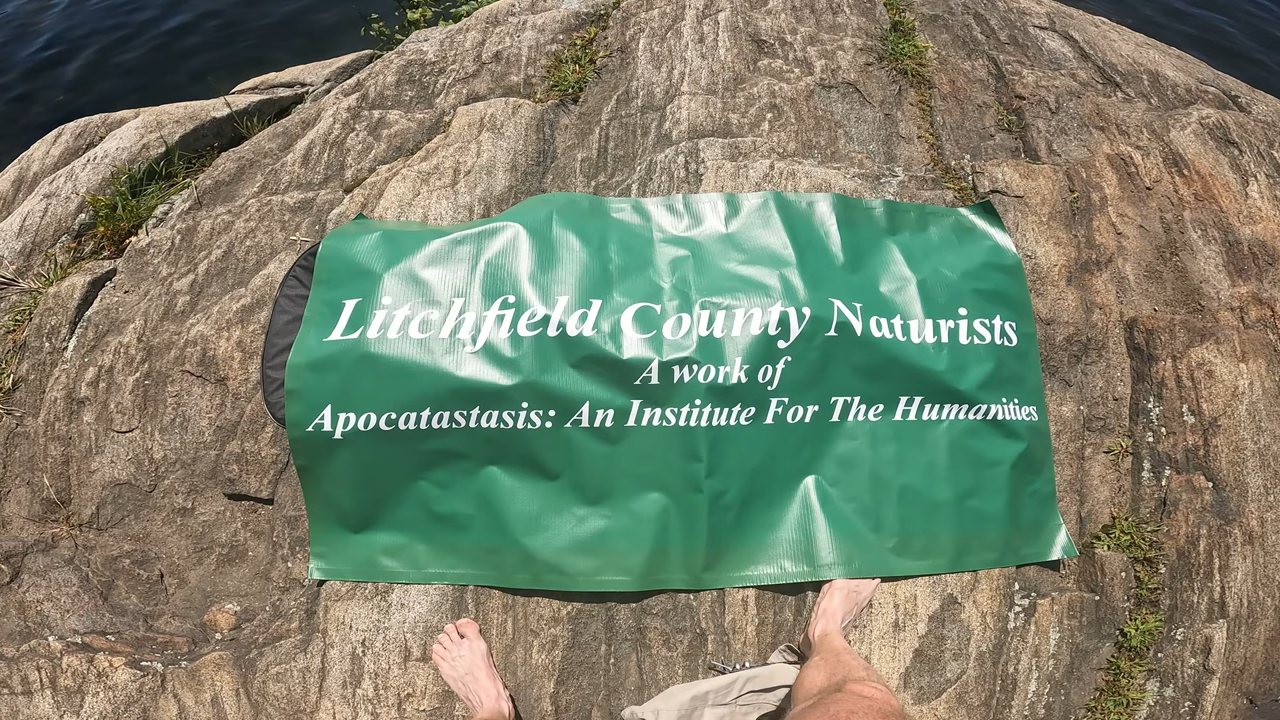 Litchfield County Naturists
A work of
Apocatastasis: An Institute For The Humanities